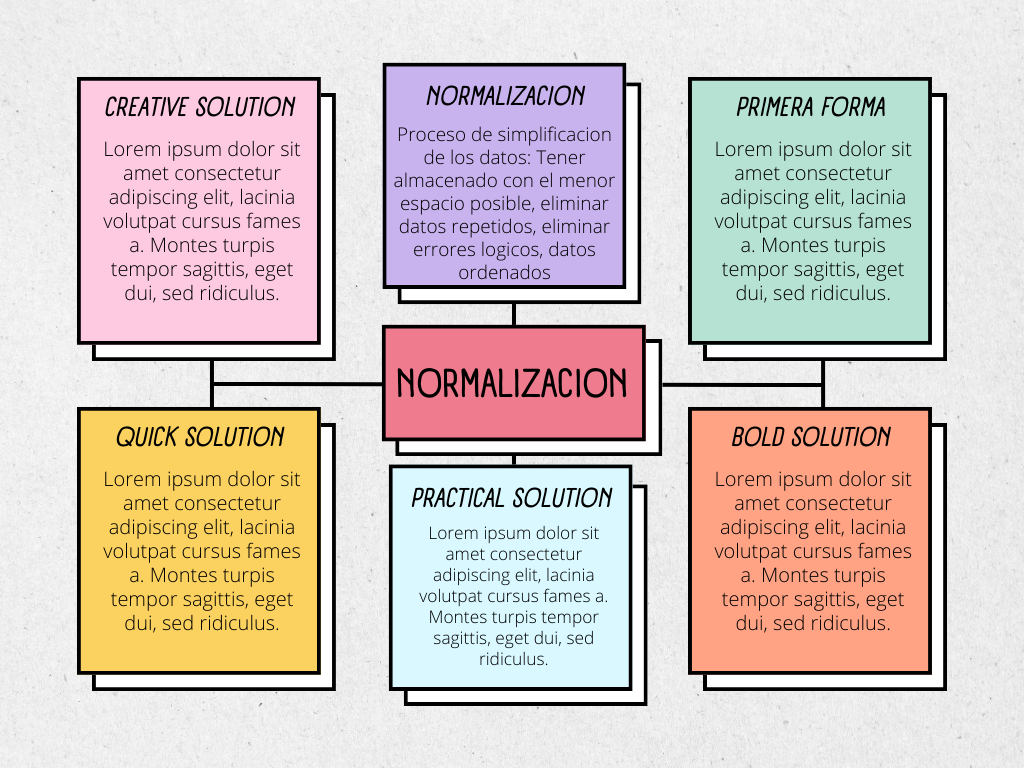 CREATIVE SOLUTION
Lorem ipsum dolor sit
amet consectetur
adipiscing elit, lacinia
volutpat cursus fames
a. Montes turpis
tempor sagittis, eget
dui, sed ridiculus.
NORMALIZACION
Proceso de simplificacion
de los datos: Tener
almacenado con el menor
espacio posible, eliminar
datos repetidos, eliminar
errores logicos, datos
ordenados
PRIMERA FORMA
Lorem ipsum dolor sit
amet consectetur
adipiscing elit, lacinia
volutpat cursus fames
a. Montes turpis
tempor sagittis, eget
dui, sed ridiculus.
NORMALIZACION
QUICK SOLUTION
Lorem ipsum dolor sit
amet consectetur
adipiscing elit, lacinia
volutpat cursus fames
a. Montes turpis
tempor sagittis, eget
dui, sed ridiculus.
PRACTICAL SOLUTION
Lorem ipsum dolor sit
amet consectetur
adipiscing elit, lacinia
volutpat cursus fames a.
Montes turpis tempor
sagittis, eget dui, sed
ridiculus.
BOLD SOLUTION
Lorem ipsum dolor sit
amet consectetur
adipiscing elit, lacinia
volutpat cursus fames
a. Montes turpis
tempor sagittis, eget
dui, sed ridiculus.